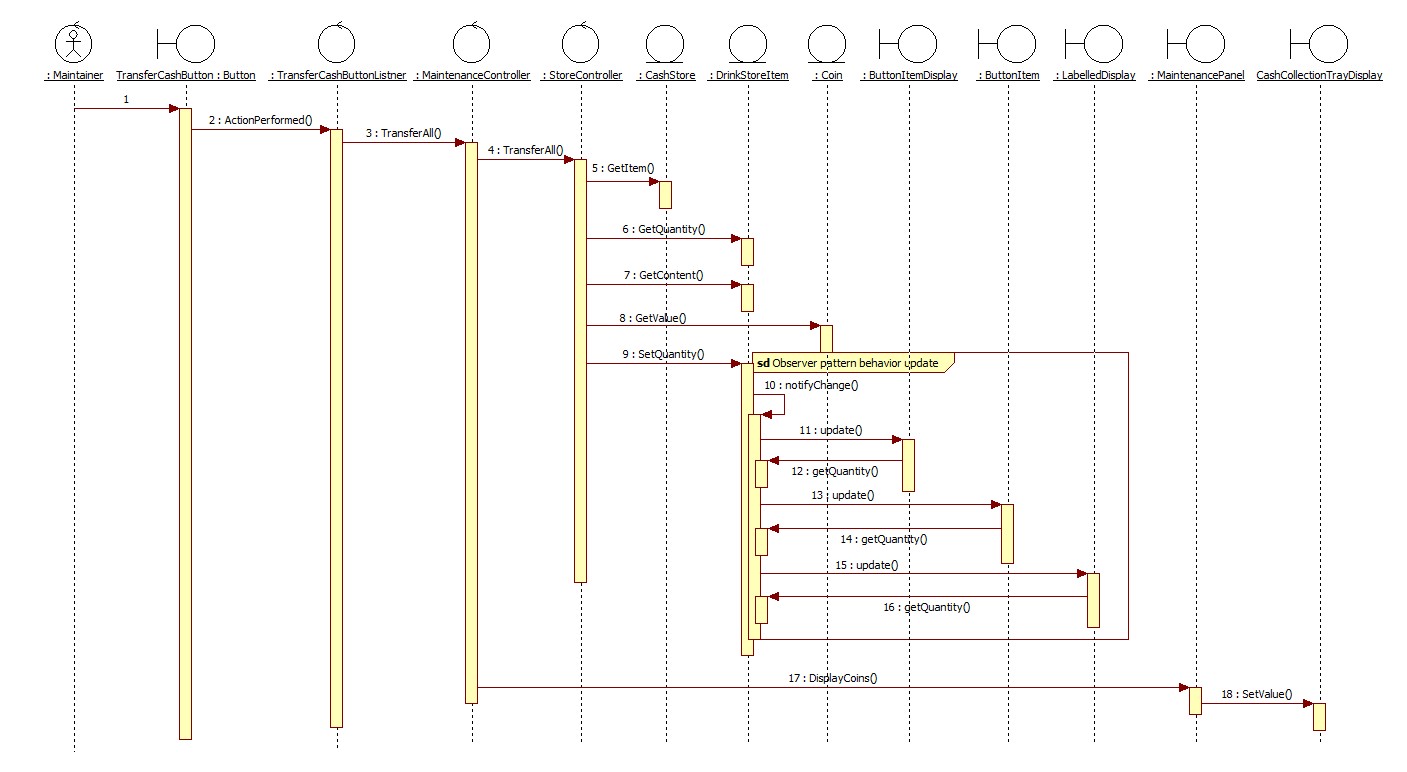 : Maintainer
TransferCashButton : Button
: TransferCashButtonListner
: MaintenanceController
: StoreController
: CashStore
: DrinkStoreItem
: Coin
: ButtonItemDisplay
: ButtonItem
: LabelledDisplay
: MaintenancePanel
CashCollectionTrayDisplay
1
2 : ActionPerformed()
3 : TransferAll()
4 : TransferAll()
5 : GetItem()
6 : GetQuantity()
7 : GetContent()
8 : GetValue()
9 : SetQuantity()
sd Observer pattern behavior update
10 : notifyChange()
11 : update()
12 : getQuantity()
13 : update()
14 : getQuantity()
15 : update()
16 : getQuantity()
17 : DisplayCoins()
18 : SetValue()